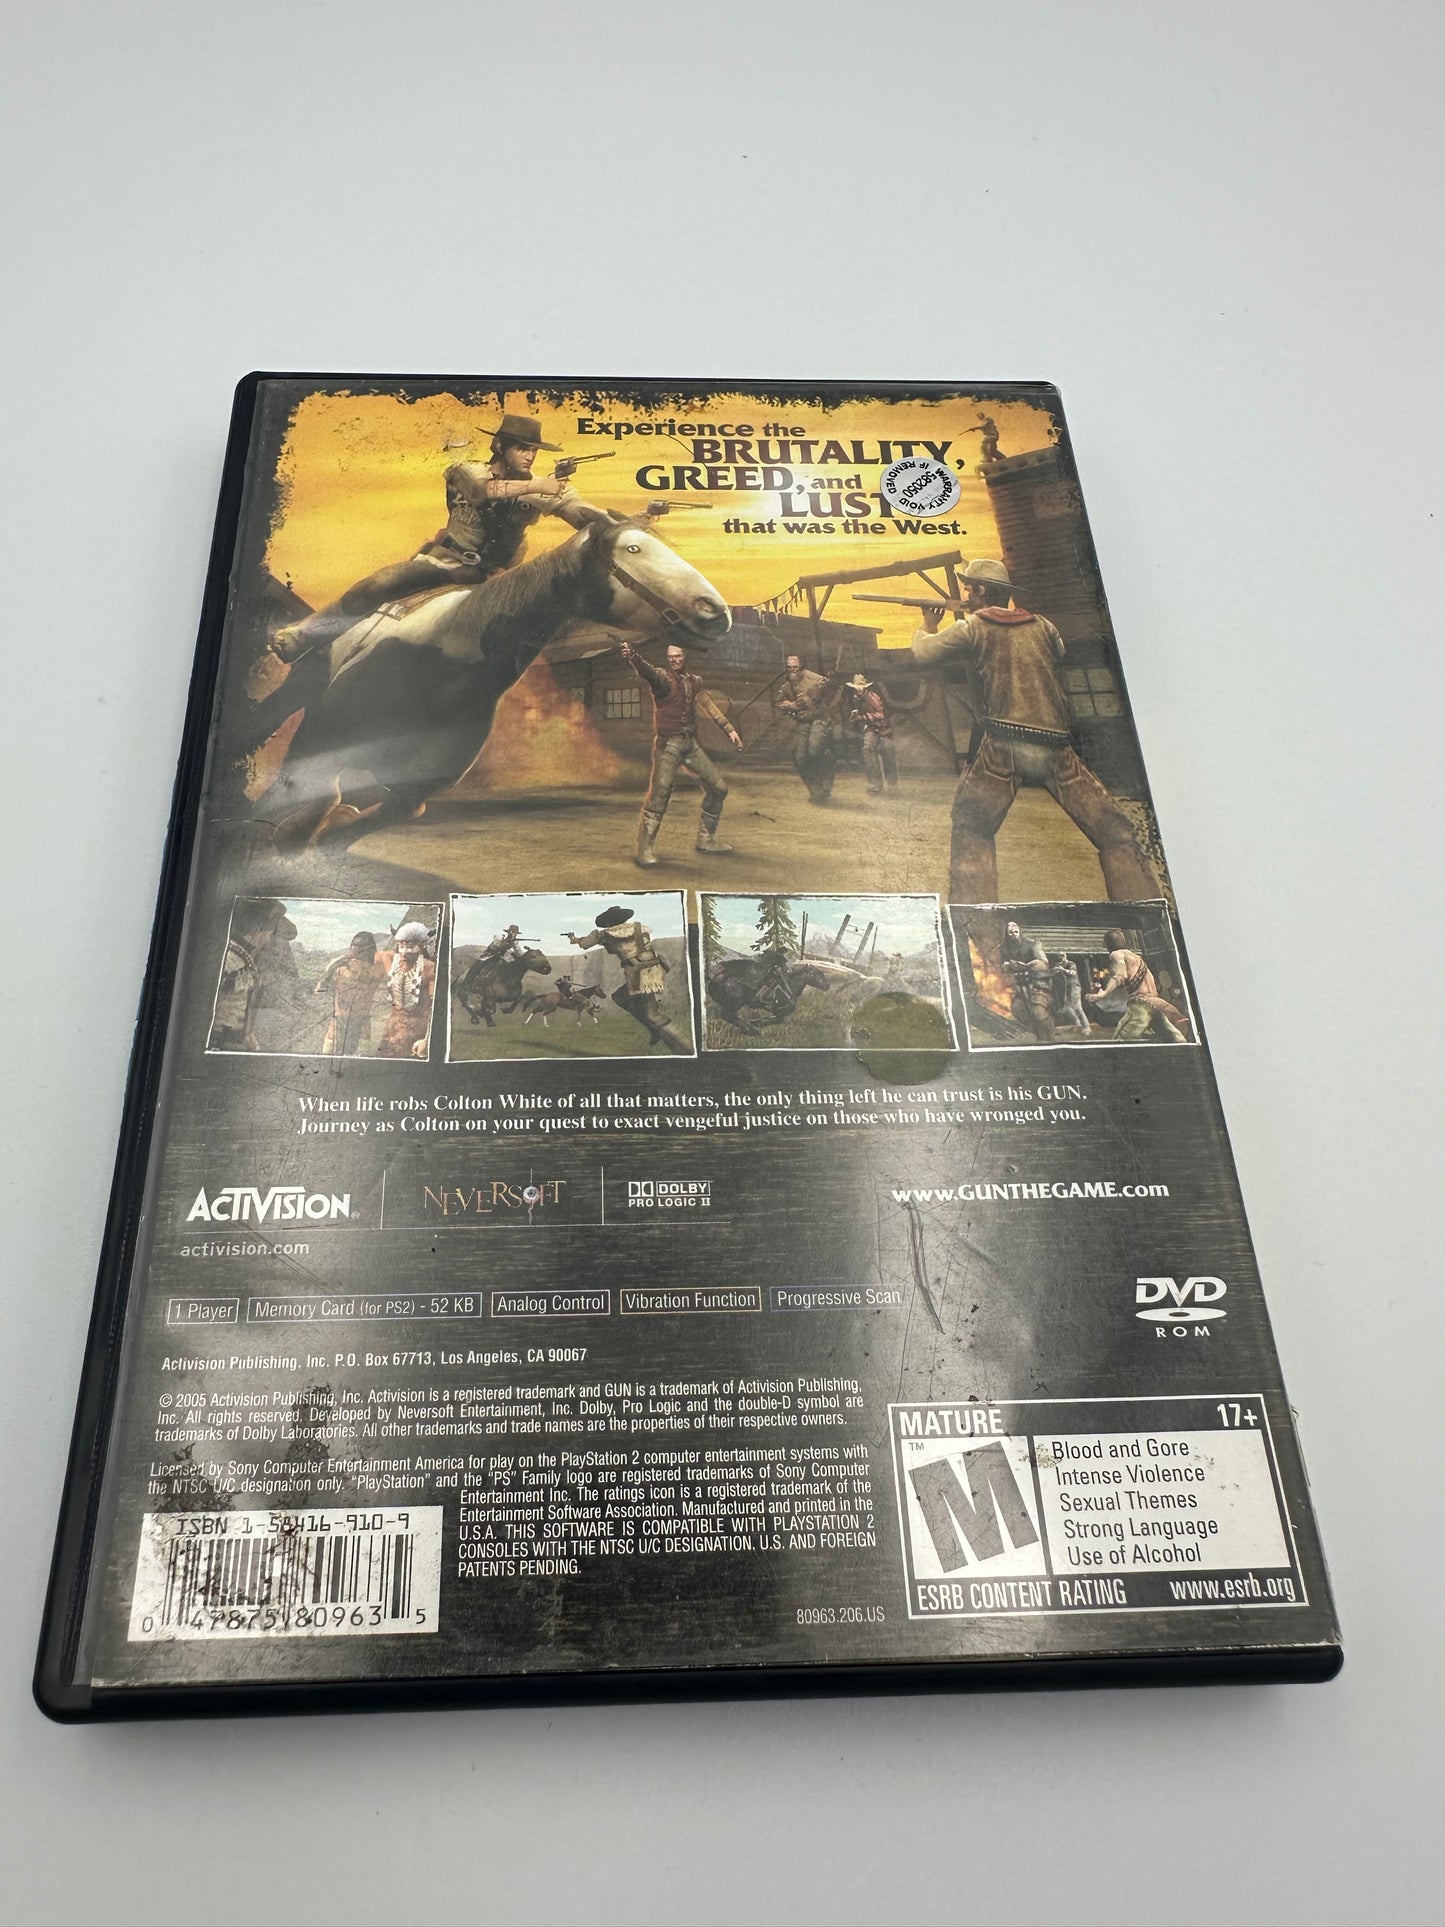 Experience the
BRUTALITY,
GREED, and
LUST
that was the West.
WARRANTY VOID
582050
IF REMOVED
When life robs Colton White of all that matters, the only thing left he can trust is his GUN.
Journey as Colton on your quest to exact vengeful justice on those who have wronged you.
ACTIVISION®
NEVERSOFT
DOLBY
PRO LOGIC II
www.GUNTHEGAME.com
activision.com
1 Player
Memory Card (for PS2) - 52 KB
Analog Control
Vibration Function
Progressive Scan
DVD
ROM
Activision Publishing, Inc. P.O. Box 67713, Los Angeles, CA 90067
© 2005 Activision Publishing, Inc. Activision is a registered trademark and GUN is a trademark of Activision Publishing,
Inc. All rights reserved. Developed by Neversoft Entertainment, Inc. Dolby, Pro Logic and the double-D symbol are
trademarks of Dolby Laboratories. All other trademarks and trade names are the properties of their respective owners.
Licensed by Sony Computer Entertainment America for play on the PlayStation 2 computer entertainment systems with
the NTSC U/C designation only. "PlayStation" and the "PS" Family logo are registered trademarks of Sony Computer
Entertainment Inc. The ratings icon is a registered trademark of the
Entertainment Software Association. Manufactured and printed in the
U.S.A. THIS SOFTWARE IS COMPATIBLE WITH PLAYSTATION 2
CONSOLES WITH THE NTSC U/C DESIGNATION. U.S. AND FOREIGN
PATENTS PENDING.
ISBN 1-58416-910-9
0 47875 80963 5
80963.206.US
MATURE 17+
M™
Blood and Gore
Intense Violence
Sexual Themes
Strong Language
Use of Alcohol
ESRB CONTENT RATING www.esrb.org